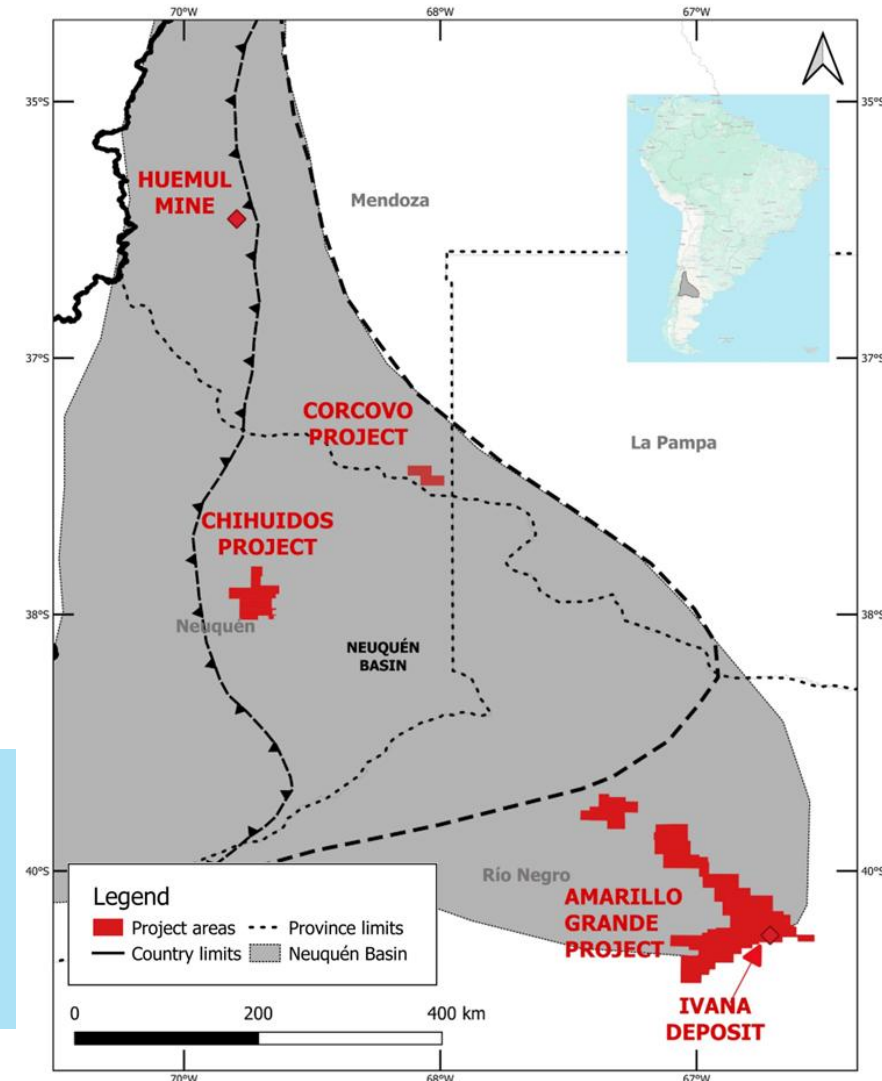 70°W 68°W 67°W
35°S 35°S
HUEMUL
MINE
Mendoza
37°S 37°S
CORCOVO
PROJECT
La Pampa
CHIHUIDOS
PROJECT
38°S 38°S
Neuquén
NEUQUÉN
BASIN
40°S 40°S
Río Negro
AMARILLO
GRANDE
PROJECT
IVANA
DEPOSIT
Legend
Project areas Province limits
Country limits Neuquén Basin
0 200 400 km
70°W 68°W 67°W